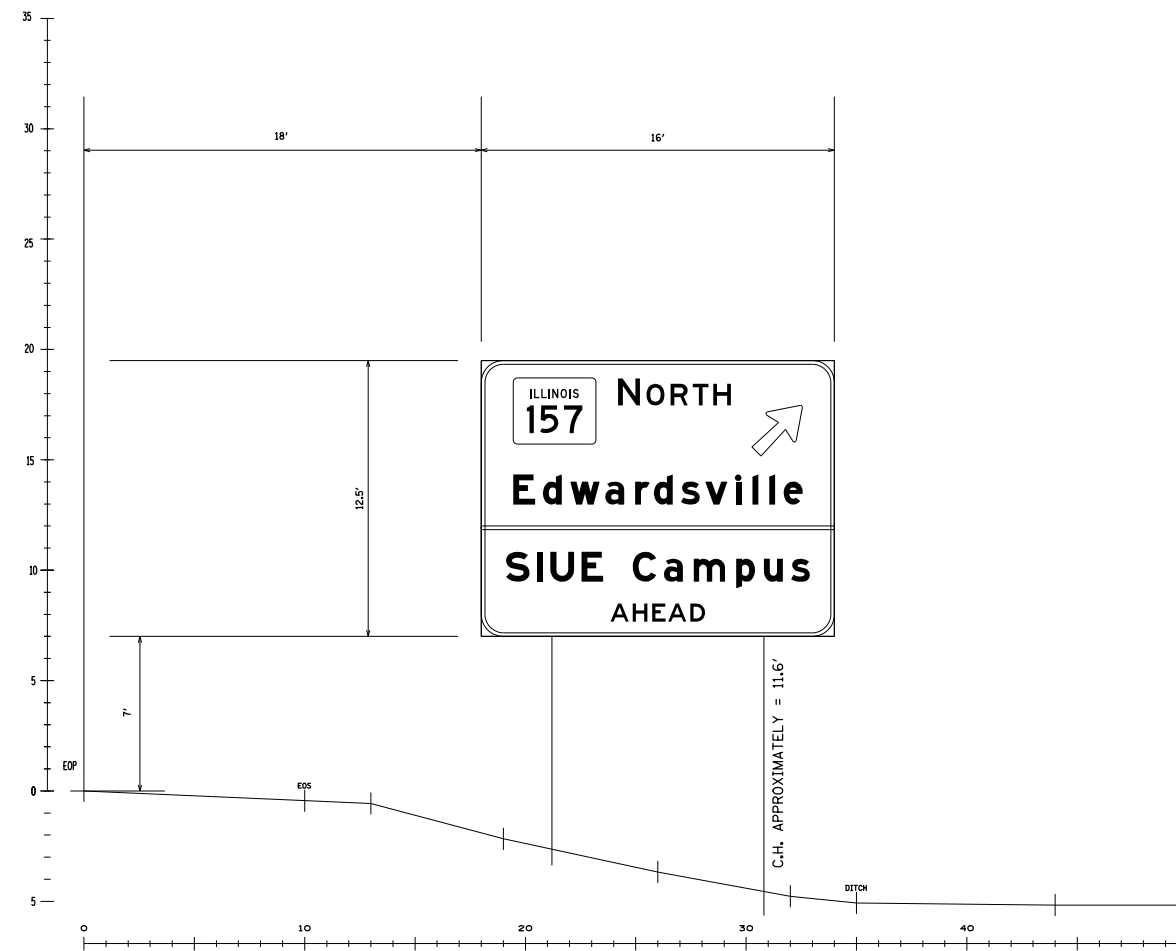 35
30
18′
16′
25
20
ILLINOIS
157
NORTH
15
12.5′
Edwardsville
10
SIUE Campus
AHEAD
5
7′
C.H. APPROXIMATELY = 11.6′
EOP
0
EOS
DITCH
5
0
10
20
30
40